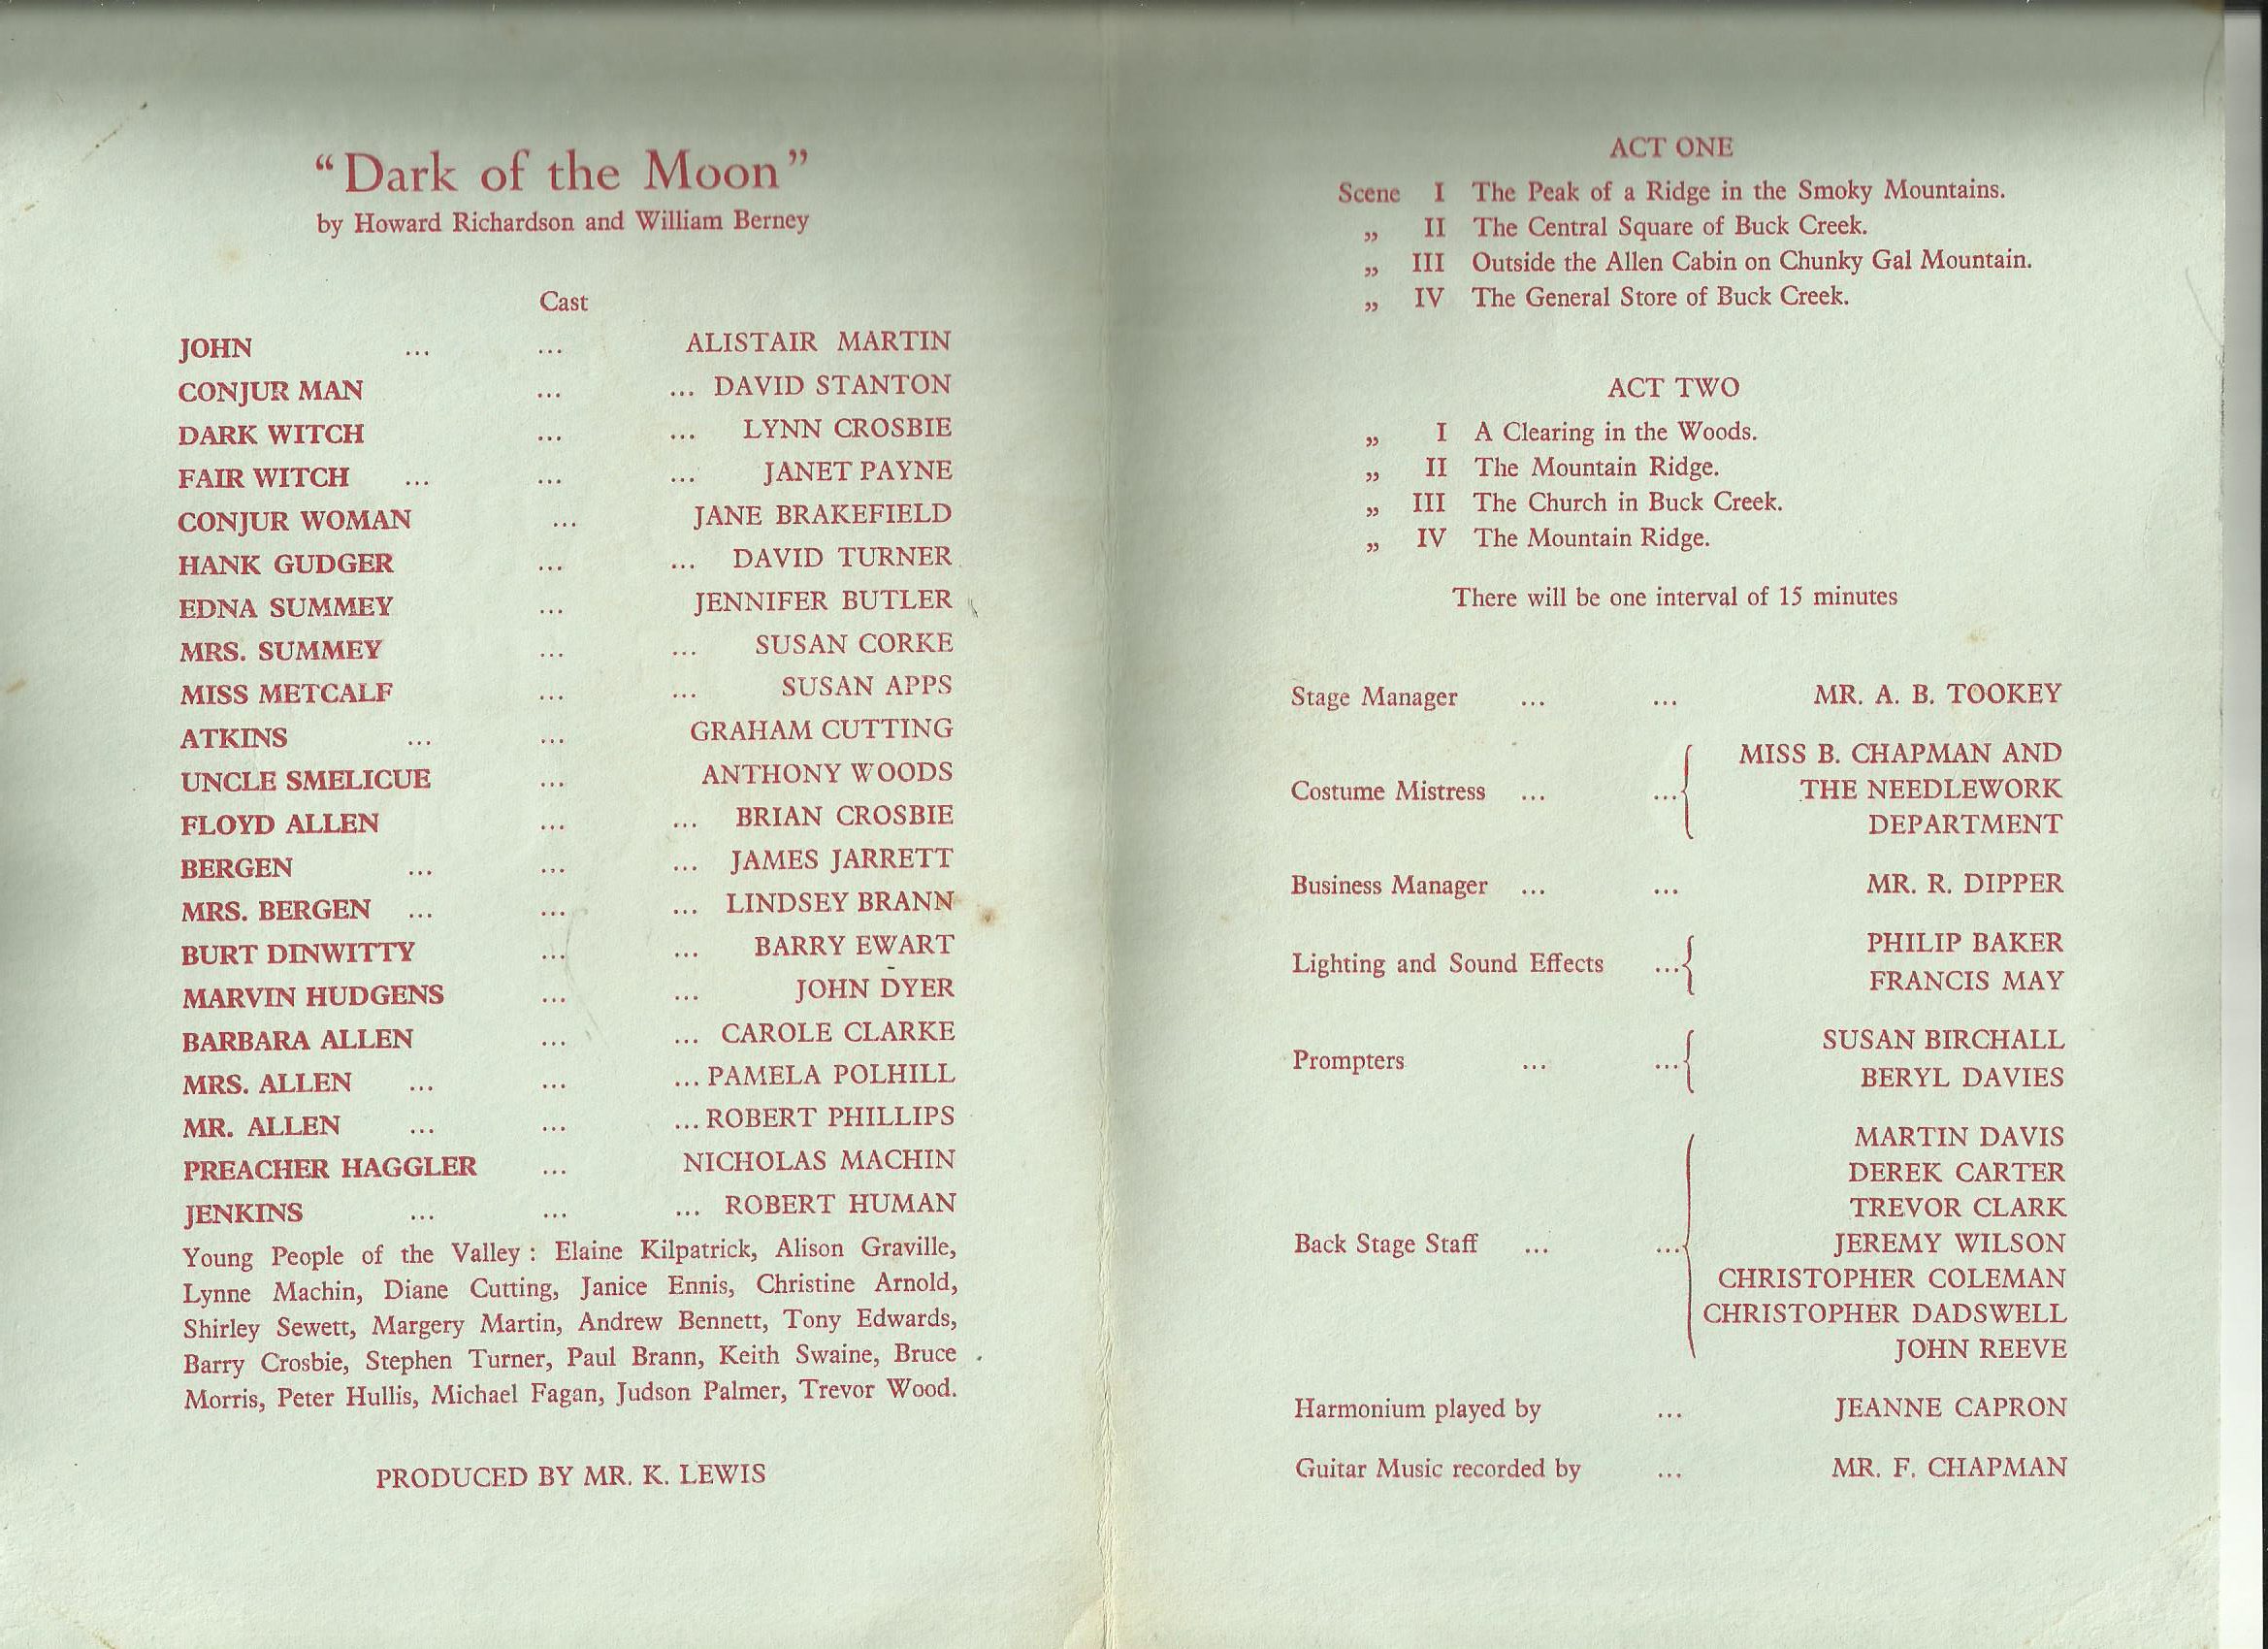 “Dark of the Moon”
by Howard Richardson and William Berney
Cast
JOHN ... ... ALISTAIR MARTIN
CONJUR MAN ... ... DAVID STANTON
DARK WITCH ... ... LYNN CROSBIE
FAIR WITCH ... ... ... JANET PAYNE
CONJUR WOMAN ... JANE BRAKEFIELD
HANK GUDGER ... ... DAVID TURNER
EDNA SUMMEY ... JENNIFER BUTLER
MRS. SUMMEY ... ... SUSAN CORKE
MISS METCALF ... ... SUSAN APPS
ATKINS ... ... GRAHAM CUTTING
UNCLE SMELICUE ... ANTHONY WOODS
FLOYD ALLEN ... ... BRIAN CROSBIE
BERGEN ... ... ... JAMES JARRETT
MRS. BERGEN ... ... ... LINDSEY BRANN
BURT DINWITTY ... ... BARRY EWART
MARVIN HUDGENS ... ... JOHN DYER
BARBARA ALLEN ... ... CAROLE CLARKE
MRS. ALLEN ... ... ... PAMELA POLHILL
MR. ALLEN ... ... ... ROBERT PHILLIPS
PREACHER HAGGLER ... NICHOLAS MACHIN
JENKINS ... ... ... ROBERT HUMAN
Young People of the Valley : Elaine Kilpatrick, Alison Graville,
Lynne Machin, Diane Cutting, Janice Ennis, Christine Arnold,
Shirley Sewett, Margery Martin, Andrew Bennett, Tony Edwards,
Barry Crosbie, Stephen Turner, Paul Brann, Keith Swaine, Bruce
Morris, Peter Hullis, Michael Fagan, Judson Palmer, Trevor Wood.
PRODUCED BY MR. K. LEWIS
ACT ONE
Scene I The Peak of a Ridge in the Smoky Mountains.
„ II The Central Square of Buck Creek.
„ III Outside the Allen Cabin on Chunky Gal Mountain.
„ IV The General Store of Buck Creek.
ACT TWO
„ I A Clearing in the Woods.
„ II The Mountain Ridge.
„ III The Church in Buck Creek.
„ IV The Mountain Ridge.
There will be one interval of 15 minutes
Stage Manager ... ... MR. A. B. TOOKEY
MISS B. CHAPMAN AND
Costume Mistress ... ... THE NEEDLEWORK
DEPARTMENT
Business Manager ... ... MR. R. DIPPER
Lighting and Sound Effects ... PHILIP BAKER
FRANCIS MAY
Prompters ... ... SUSAN BIRCHALL
BERYL DAVIES
MARTIN DAVIS
DEREK CARTER
TREVOR CLARK
Back Stage Staff ... ... JEREMY WILSON
CHRISTOPHER COLEMAN
CHRISTOPHER DADSWELL
JOHN REEVE
Harmonium played by ... JEANNE CAPRON
Guitar Music recorded by ... MR. F. CHAPMAN